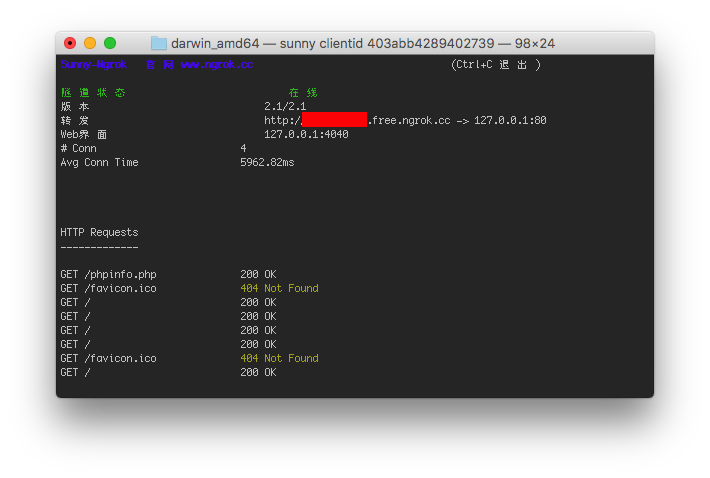 darwin_amd64 — sunny clientid 403abb4289402739 — 98×24
Sunny-Ngrok 官 网 www.ngrok.cc (Ctrl+C 退 出 )
隧 道 状 态 在 线
版 本 2.1/2.1
转 发 http:/ .free.ngrok.cc -> 127.0.0.1:80
Web界 面 127.0.0.1:4040
# Conn 4
Avg Conn Time 5962.82ms
HTTP Requests
-------------
GET /phpinfo.php 200 OK
GET /favicon.ico 404 Not Found
GET / 200 OK
GET / 200 OK
GET / 200 OK
GET / 200 OK
GET /favicon.ico 404 Not Found
GET / 200 OK